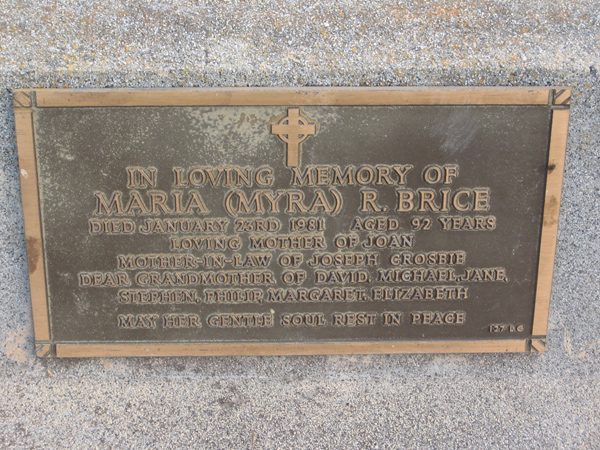 IN LOVING MEMORY OF
MARIA (MYRA) R. BRICE
DIED JANUARY 23RD 1981 AGED 92 YEARS
LOVING MOTHER OF JOAN
MOTHER-IN-LAW OF JOSEPH CROSBIE
DEAR GRANDMOTHER OF DAVID, MICHAEL, JANE,
STEPHEN, PHILIP, MARGARET, ELIZABETH
MAY HER GENTLE SOUL REST IN PEACE